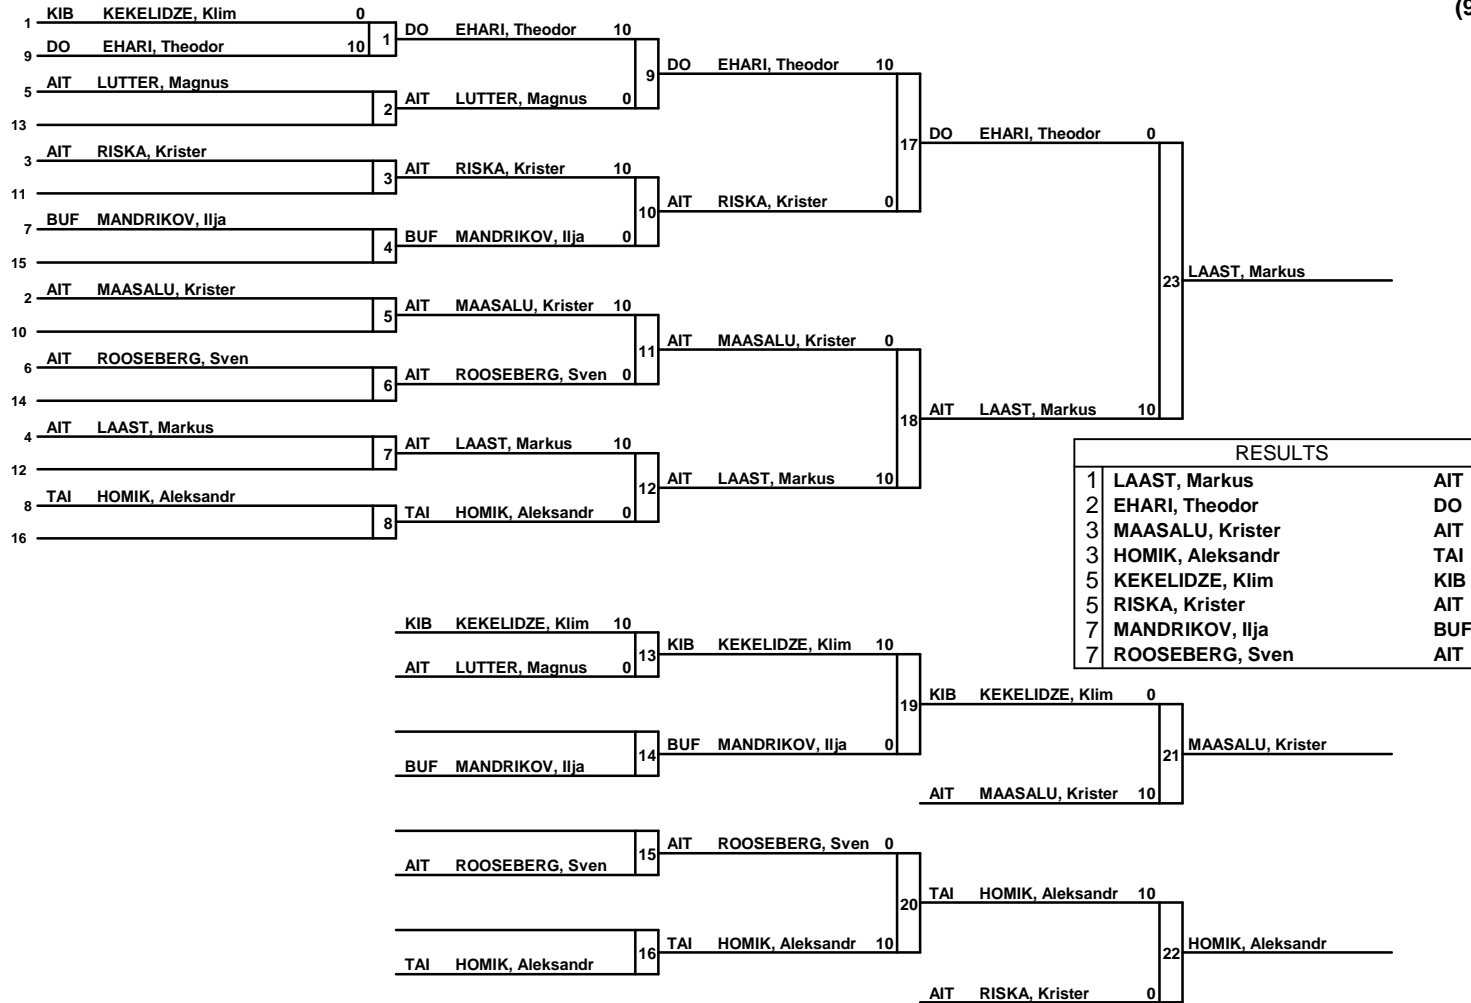 (9
1 KIB KEKELIDZE, Klim 0
9 DO EHARI, Theodor 10
1
5 AIT LUTTER, Magnus
13
2
3 AIT RISKA, Krister
11
3
7 BUF MANDRIKOV, Ilja
15
4
2 AIT MAASALU, Krister
10
5
6 AIT ROOSEBERG, Sven
14
6
4 AIT LAAST, Markus
12
7
8 TAI HOMIK, Aleksandr
16
8
DO EHARI, Theodor 10
AIT LUTTER, Magnus 0
9
AIT RISKA, Krister 10
BUF MANDRIKOV, Ilja 0
10
AIT MAASALU, Krister 10
AIT ROOSEBERG, Sven 0
11
AIT LAAST, Markus 10
TAI HOMIK, Aleksandr 0
12
DO EHARI, Theodor 10
AIT RISKA, Krister 0
17
AIT MAASALU, Krister 0
AIT LAAST, Markus 10
18
DO EHARI, Theodor 0
AIT LAAST, Markus 10
23
LAAST, Markus
RESULTS
1 LAAST, Markus AIT
2 EHARI, Theodor DO
3 MAASALU, Krister AIT
3 HOMIK, Aleksandr TAI
5 KEKELIDZE, Klim KIB
5 RISKA, Krister AIT
7 MANDRIKOV, Ilja BUF
7 ROOSEBERG, Sven AIT
KIB KEKELIDZE, Klim 10
AIT LUTTER, Magnus 0
13
BUF MANDRIKOV, Ilja
14
AIT ROOSEBERG, Sven
15
TAI HOMIK, Aleksandr
16
KIB KEKELIDZE, Klim 10
BUF MANDRIKOV, Ilja 0
19
AIT ROOSEBERG, Sven 0
TAI HOMIK, Aleksandr 10
20
KIB KEKELIDZE, Klim 0
AIT MAASALU, Krister 10
21
MAASALU, Krister
TAI HOMIK, Aleksandr 10
AIT RISKA, Krister 0
22
HOMIK, Aleksandr